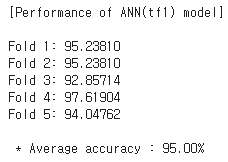 [Performance of ANN(tf1) model]
Fold 1: 95.23810
Fold 2: 95.23810
Fold 3: 92.85714
Fold 4: 97.61904
Fold 5: 94.04762
* Average accuracy : 95.00%